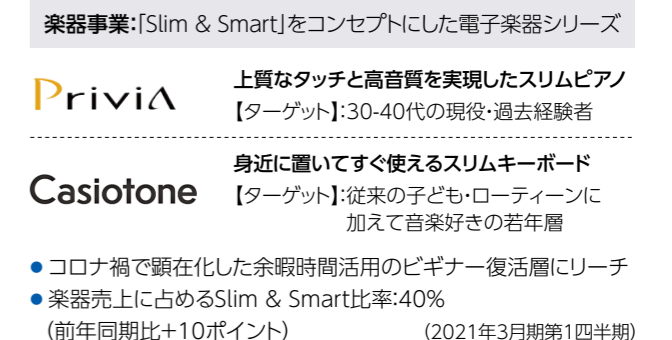 楽器事業:「Slim & Smart」をコンセプトにした電子楽器シリーズ
Privia
上質なタッチと高音質を実現したスリムピアノ
【ターゲット】:30-40代の現役・過去経験者
Casiotone
身近に置いてすぐ使えるスリムキーボード
【ターゲット】:従来の子ども・ローティーンに
加えて音楽好きの若年層
● コロナ禍で顕在化した余暇時間活用のビギナー復活層にリーチ
● 楽器売上に占めるSlim & Smart比率:40%
(前年同期比+10ポイント) (2021年3月期第1四半期)